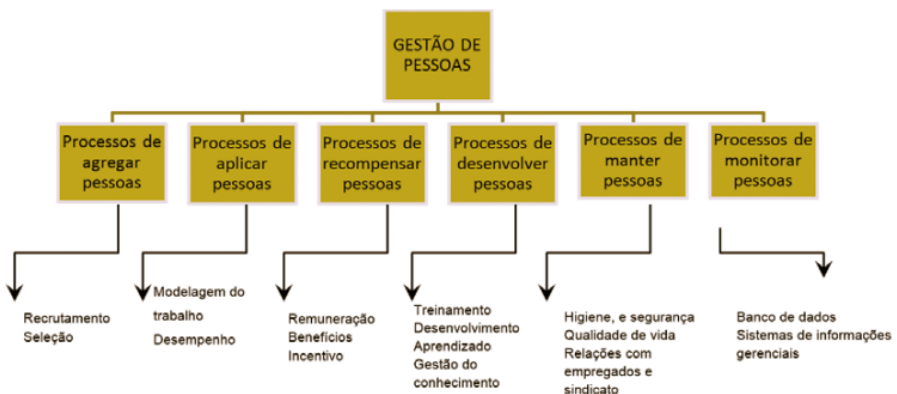 GESTÃO DE
PESSOAS
Processos de
agregar
pessoas
Processos de
aplicar
pessoas
Processos de
recompensar
pessoas
Processos de
desenvolver
pessoas
Processos de
manter
pessoas
Processos de
monitorar
pessoas
Recrutamento
Seleção
Modelagem do
trabalho
Desempenho
Remuneração
Benefícios
Incentivo
Treinamento
Desenvolvimento
Aprendizado
Gestão do
conhecimento
Higiene, e segurança
Qualidade de vida
Relações com
empregados e
sindicato
Banco de dados
Sistemas de informações
gerenciais